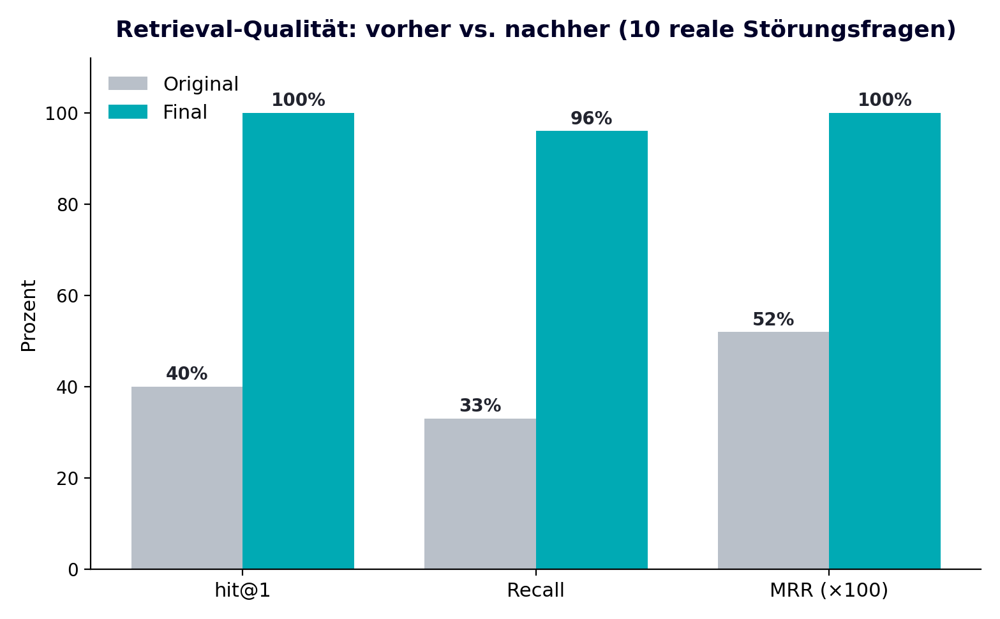 Retrieval-Qualität: vorher vs. nachher (10 reale Störungsfragen)
Original
Final
Prozent
100
80
60
40
20
0
40%
100%
33%
96%
52%
100%
hit@1
Recall
MRR (×100)